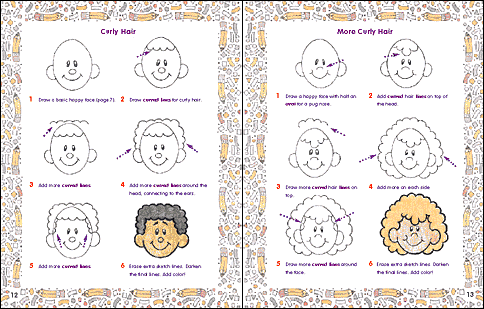 Curly Hair
1 Draw a basic happy face (page 7).
2 Draw curved lines for curly hair.
3 Add more curved lines.
4 Add more curved lines around the
head, connecting to the ears.
5 Add more curved lines.
6 Erase extra sketch lines. Darken
the final lines. Add color!
12
More Curly Hair
1 Draw a happy face with half an
oval for a pug nose.
2 Add curved hair lines on top of
the head.
3 Draw more curved hair lines on
top.
4 Add more on each side.
5 Draw more curved lines around
the face.
6 Erase extra sketch lines. Darken
the final lines. Add color!
13